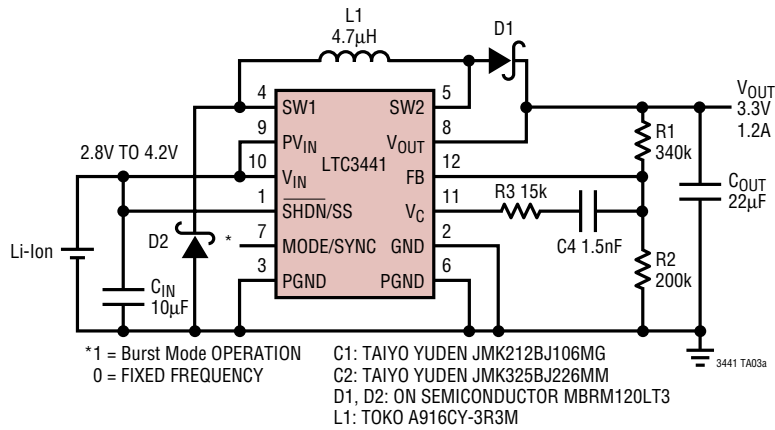 L1
4.7µH
D1
4
SW1
SW2
5
VOUT
3.3V
1.2A
9
PVIN
VOUT
8
R1
340k
2.8V TO 4.2V
LTC3441
10
VIN
FB
12
1
SHDN/SS
VC
11
R3 15k
COUT
22µF
Li-Ion
D2
*
7
MODE/SYNC
GND
2
C4 1.5nF
R2
200k
3
PGND
PGND
6
CIN
10µF
*1 = Burst Mode OPERATION
0 = FIXED FREQUENCY
C1: TAIYO YUDEN JMK212BJ106MG
C2: TAIYO YUDEN JMK325BJ226MM
D1, D2: ON SEMICONDUCTOR MBRM120LT3
L1: TOKO A916CY-3R3M
3441 TA03a